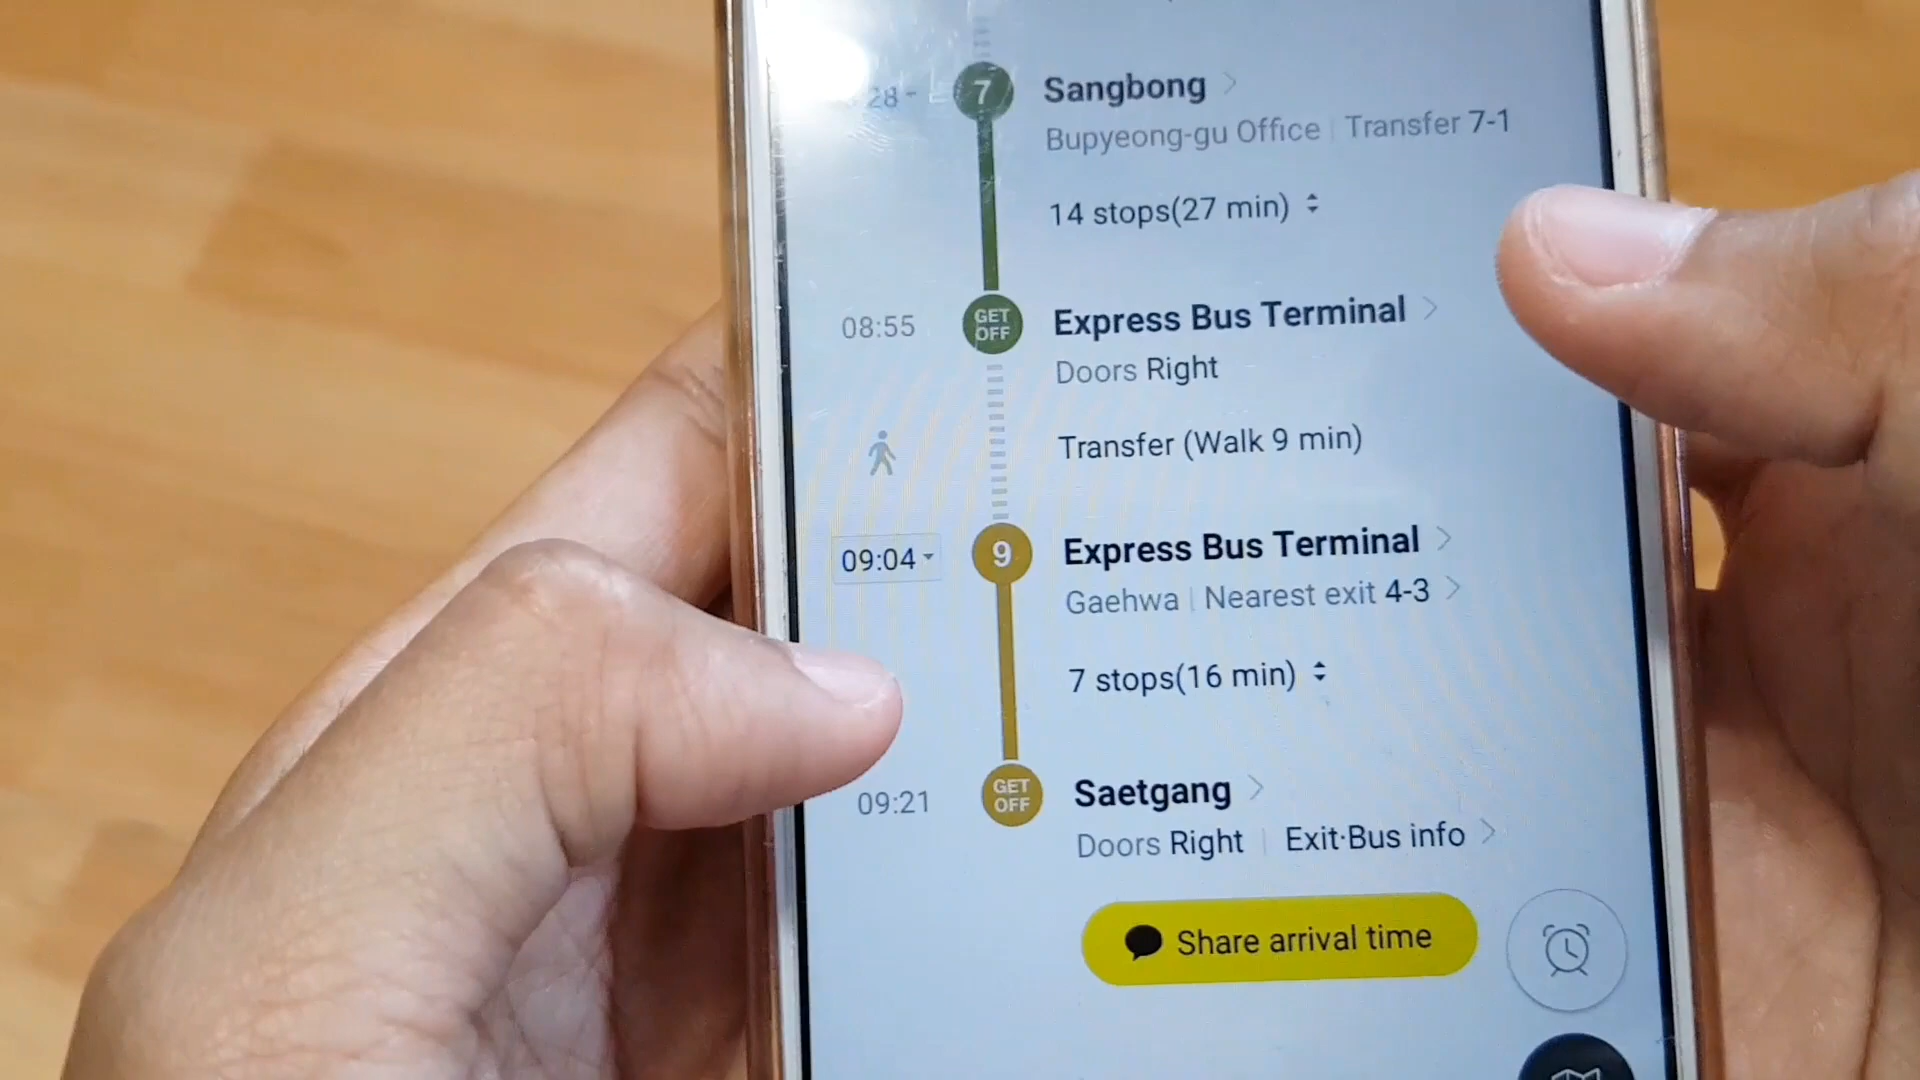 28
7
Sangbong
Bupyeong-gu Office | Transfer 7-1
14 stops(27 min)
08:55
GET OFF
Express Bus Terminal
Doors Right
Transfer (Walk 9 min)
09:04
9
Express Bus Terminal
Gaehwa | Nearest exit 4-3
7 stops(16 min)
09:21
GET OFF
Saetgang
Doors Right | Exit·Bus info
Share arrival time